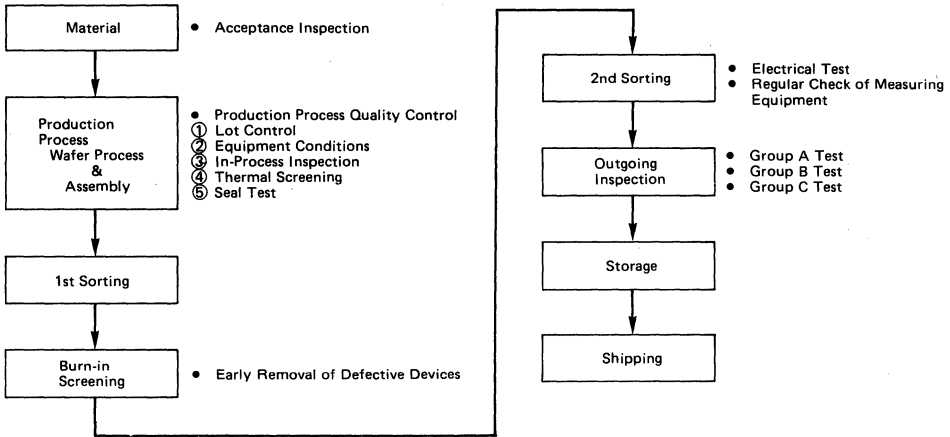 Material
• Acceptance Inspection
Production
Process
Wafer Process
&
Assembly
• Production Process Quality Control
① Lot Control
② Equipment Conditions
③ In-Process Inspection
④ Thermal Screening
⑤ Seal Test
1st Sorting
Burn-in
Screening
• Early Removal of Defective Devices
2nd Sorting
• Electrical Test
• Regular Check of Measuring
Equipment
Outgoing
Inspection
• Group A Test
• Group B Test
• Group C Test
Storage
Shipping